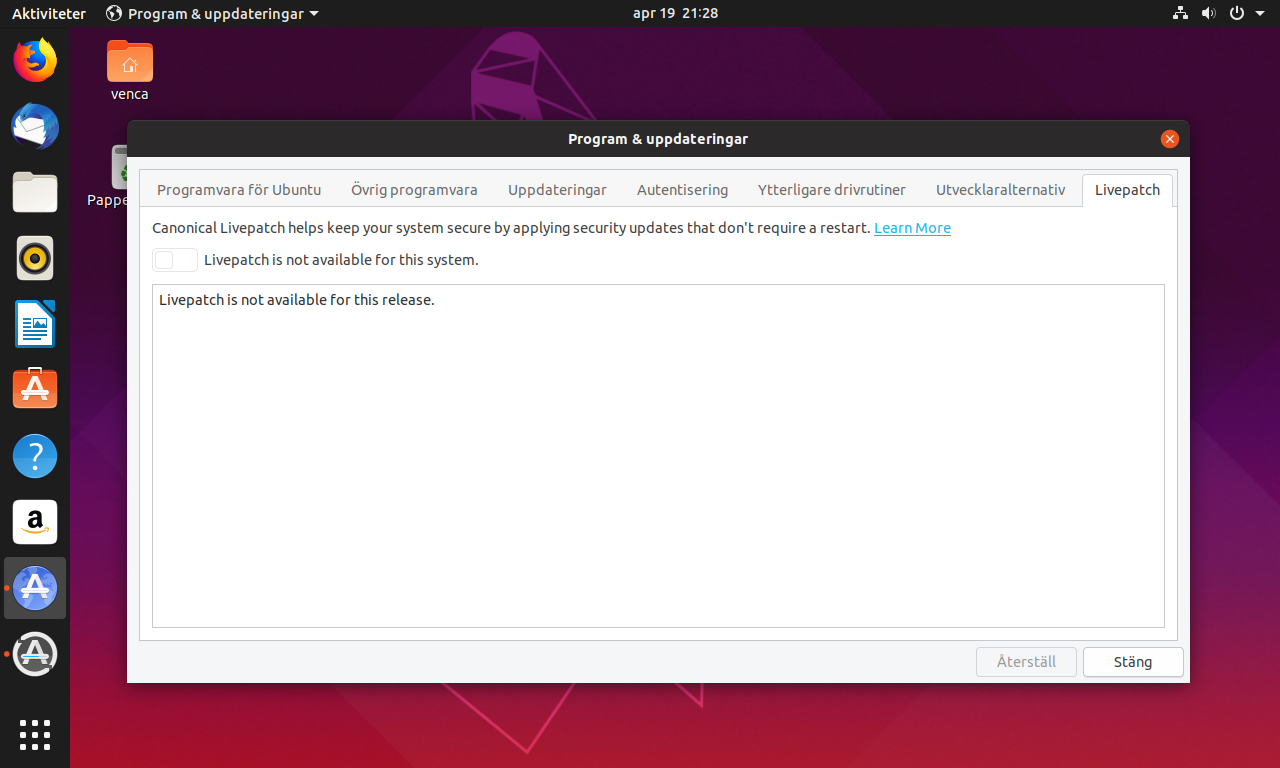 Aktiviteter
Program & uppdateringar
apr 19 21:28
venca
Pappe
Program & uppdateringar
Programvara för Ubuntu
Övrig programvara
Uppdateringar
Autentisering
Ytterligare drivrutiner
Utvecklaralternativ
Livepatch
Canonical Livepatch helps keep your system secure by applying security updates that don't require a restart. Learn More
Livepatch is not available for this system.
Livepatch is not available for this release.
?
a
Återställ
Stäng